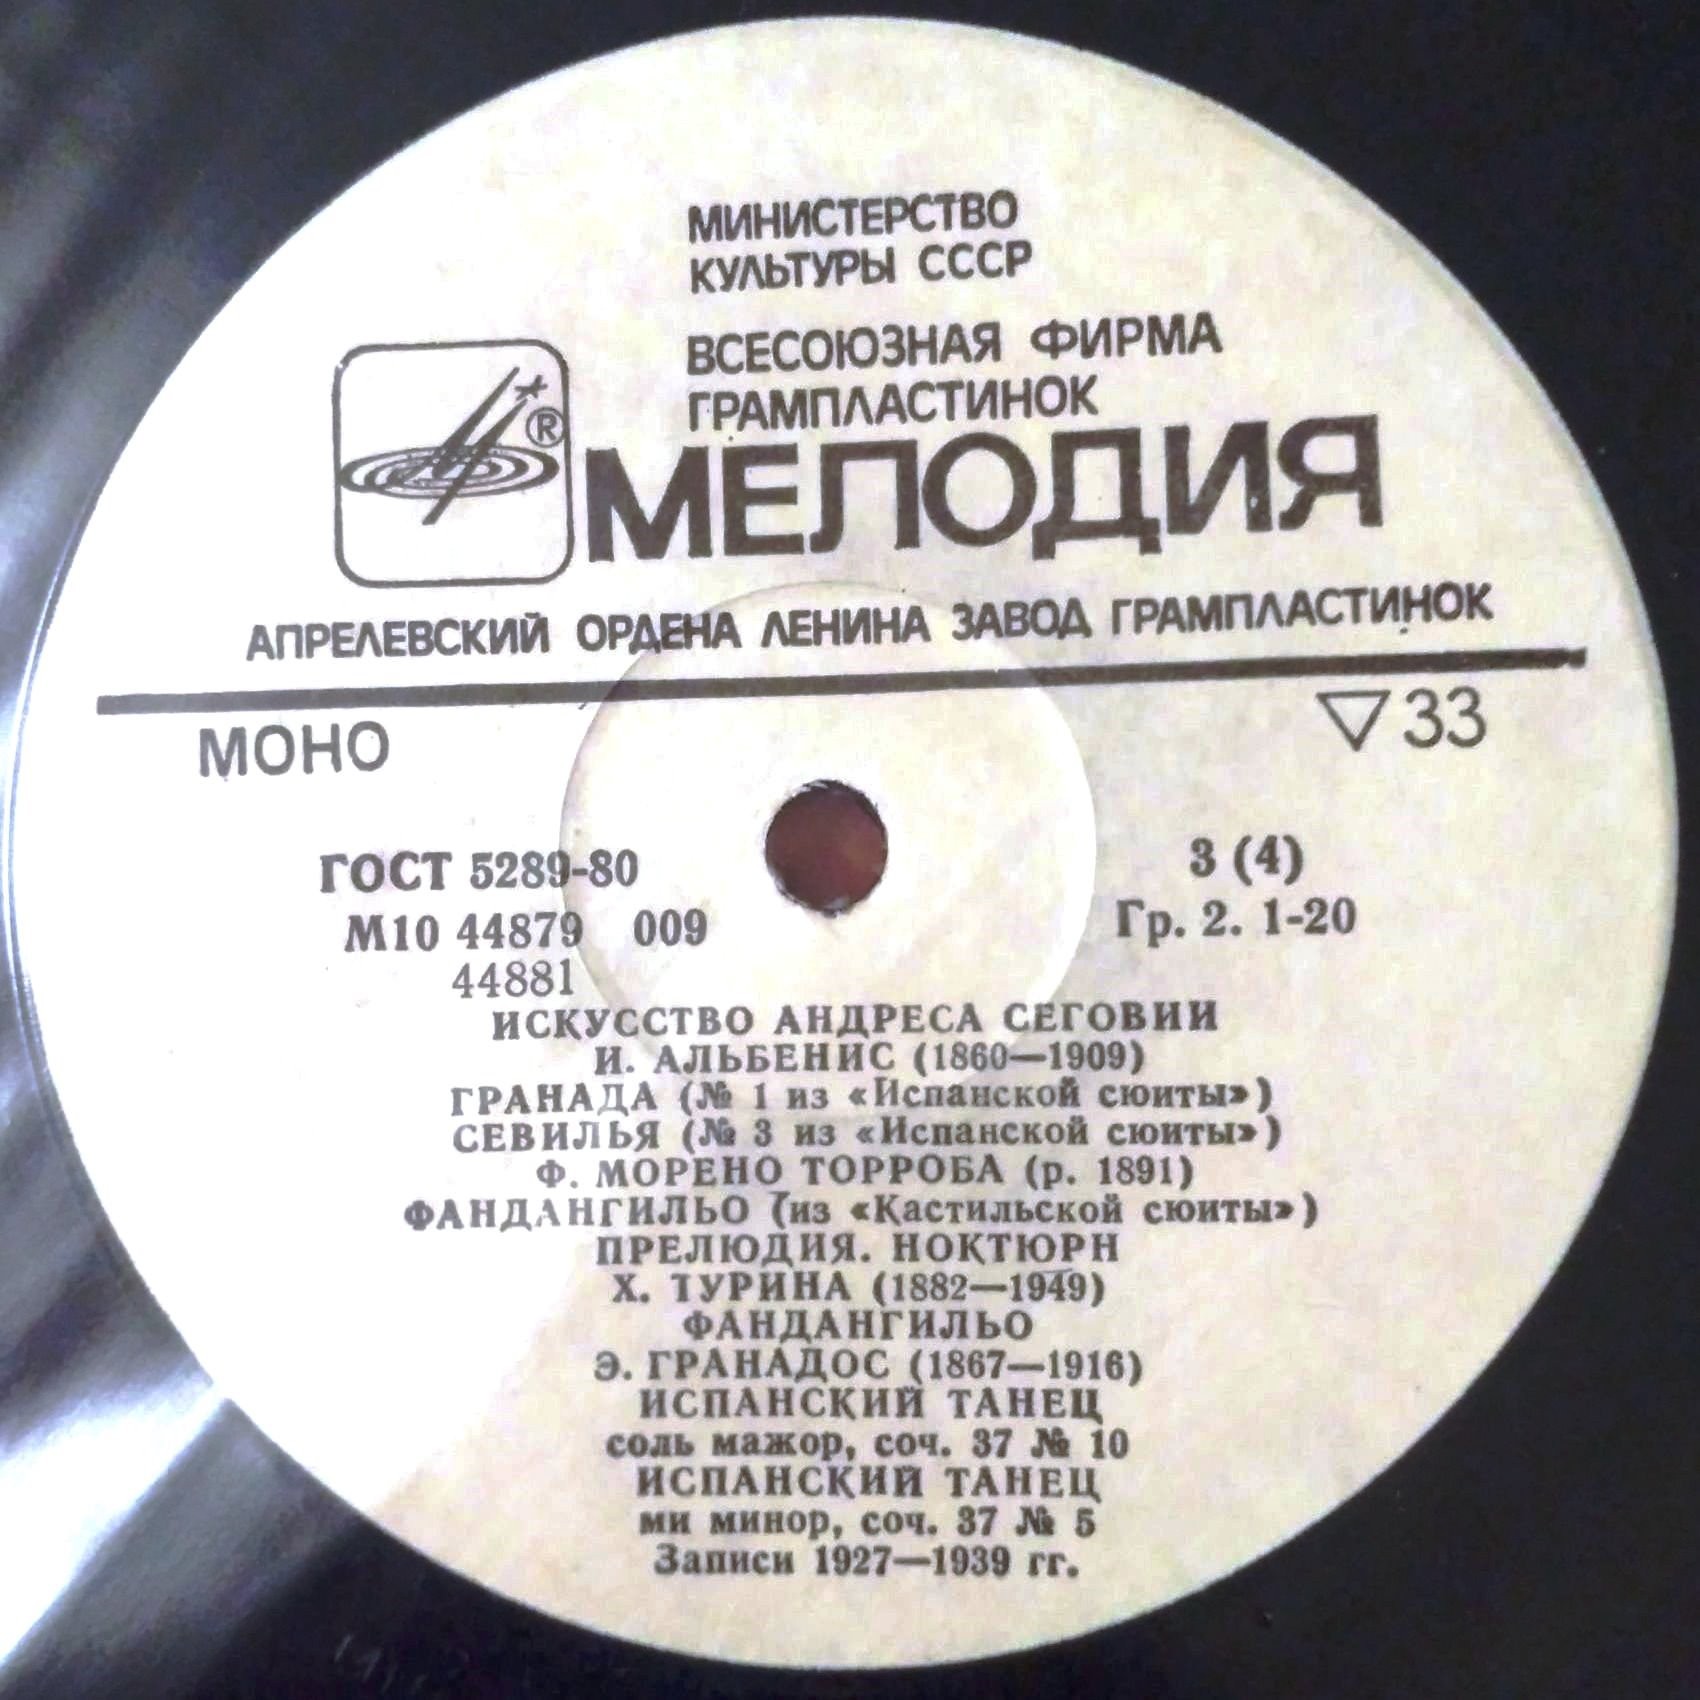 МИНИСТЕРСТВО
КУЛЬТУРЫ СССР
ВСЕСОЮЗНАЯ ФИРМА
ГРАМПЛАСТИНОК
®
МЕЛОДИЯ
АПРЕЛЕВСКИЙ ОРДЕНА ЛЕНИНА ЗАВОД ГРАМПЛАСТИНОК
МОНО ▽33
ГОСТ 5289-80 3 (4)
М10 44879 009 Гр. 2. 1-20
44881
ИСКУССТВО АНДРЕСА СЕГОВИИ
И. АЛЬБЕНИС (1860—1909)
ГРАНАДА (№ 1 из «Испанской сюиты»)
СЕВИЛЬЯ (№ 3 из «Испанской сюиты»)
Ф. МОРЕНО ТОРРОБА (р. 1891)
ФАНДАНГИЛЬО (из «Кастильской сюиты»)
ПРЕЛЮДИЯ. НОКТЮРН
Х. ТУРИНА (1882—1949)
ФАНДАНГИЛЬО
Э. ГРАНАДОС (1867—1916)
ИСПАНСКИЙ ТАНЕЦ
соль мажор, соч. 37 № 10
ИСПАНСКИЙ ТАНЕЦ
ми минор, соч. 37 № 5
Записи 1927—1939 гг.